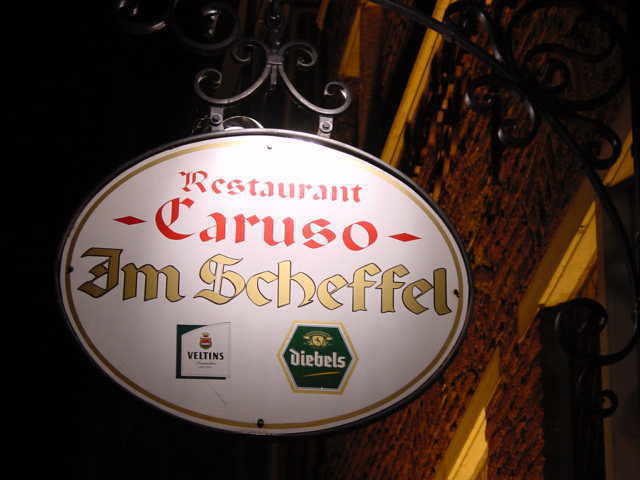 Restaurant
-Caruso-
Im Scheffel
VELTINS
Diebels